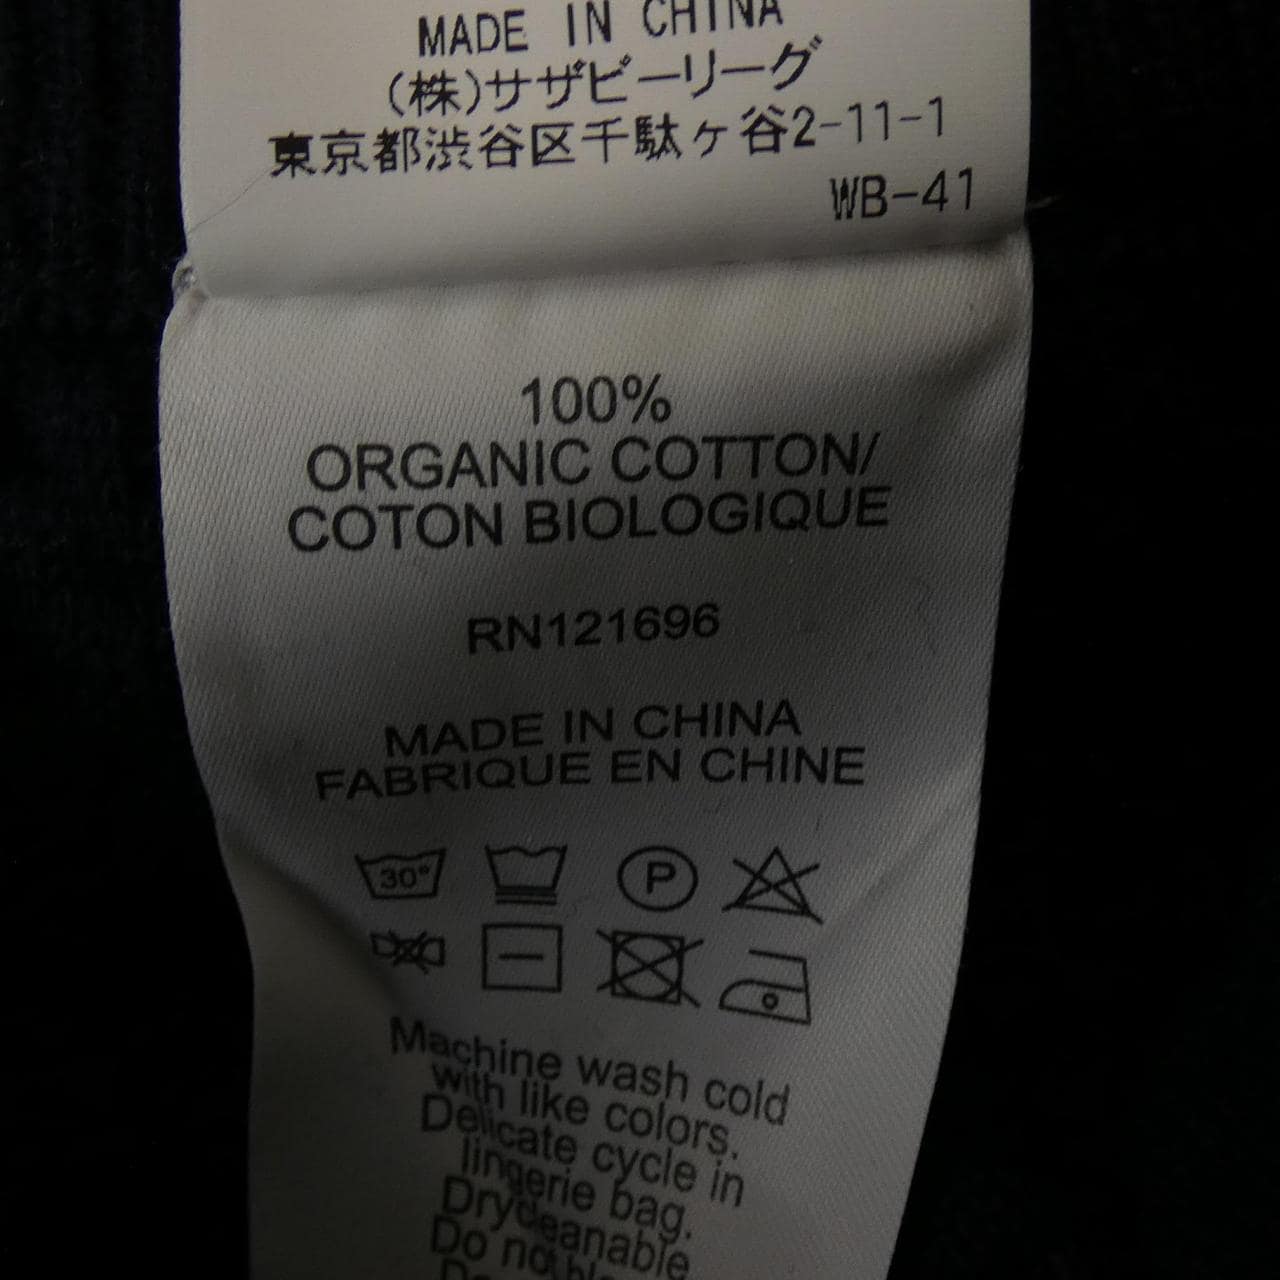 MADE IN CHINA
(株)サザビーリーグ
東京都渋谷区千駄ヶ谷2-11-1
WB-41
100%
ORGANIC COTTON/
COTON BIOLOGIQUE
RN121696
MADE IN CHINA
FABRIQUE EN CHINE
30°
P
Machine wash cold
with like colors.
Delicate cycle in
lingerie bag.
Drycleanable
Do not